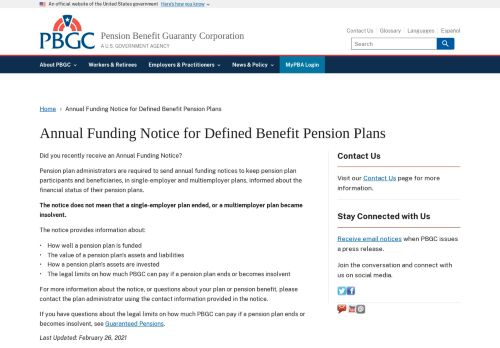 An official website of the United States government Here's how you know
PBGC
Pension Benefit Guaranty Corporation
A U.S. GOVERNMENT AGENCY
Contact Us Glossary Languages Español
Search
About PBGC Workers & Retirees Employers & Practitioners News & Policy MyPBA Login
Home › Annual Funding Notice for Defined Benefit Pension Plans
Annual Funding Notice for Defined Benefit Pension Plans
Did you recently receive an Annual Funding Notice?
Pension plan administrators are required to send annual funding notices to keep pension plan
participants and beneficiaries, in single-employer and multiemployer plans, informed about the
financial status of their pension plans.
The notice does not mean that a single-employer plan ended, or a multiemployer plan became
insolvent.
The notice provides information about:
• How well a pension plan is funded
• The value of a pension plan's assets and liabilities
• How a pension plan's assets are invested
• The legal limits on how much PBGC can pay if a pension plan ends or becomes insolvent
For more information about the notice, or questions about your plan or pension benefit, please
contact the plan administrator using the contact information provided in the notice.
If you have questions about the legal limits on how much PBGC can pay if a pension plan ends or
becomes insolvent, see Guaranteed Pensions.
Last Updated: February 26, 2021
Contact Us
Visit our Contact Us page for more
information.
Stay Connected with Us
Receive email notices when PBGC issues
a press release.
Join the conversation and connect with
us on social media.